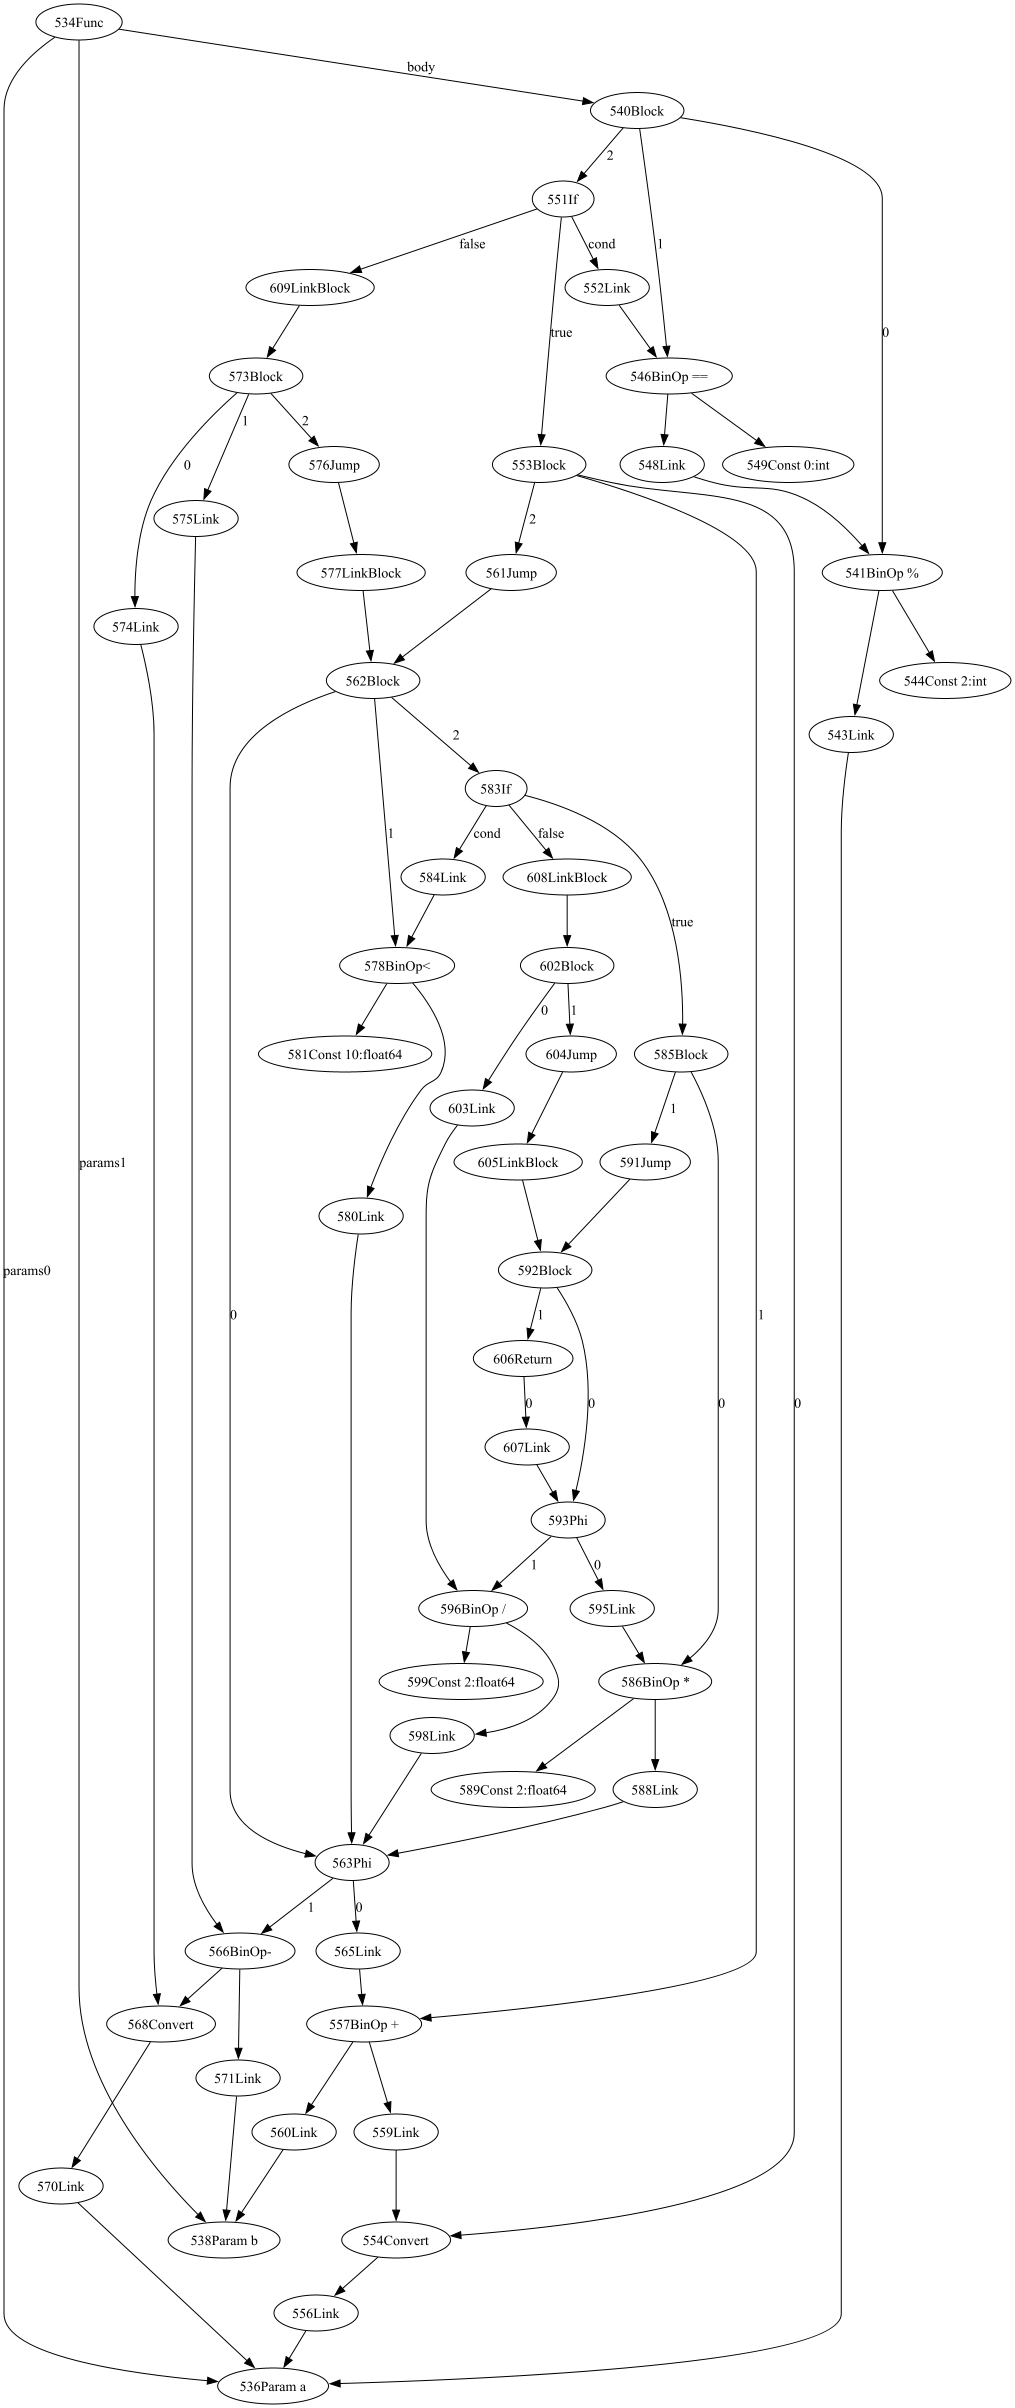 534Func
body
540Block
2
551If
1
0
false
cond
609LinkBlock
552Link
true
573Block
546BinOp ==
0
1
2
576Jump
553Block
548Link
549Const 0:int
575Link
2
577LinkBlock
561Jump
541BinOp %
574Link
562Block
544Const 2:int
2
543Link
583If
1
cond
false
584Link
608LinkBlock
true
578BinOp<
602Block
0
1
581Const 10:float64
604Jump
585Block
603Link
1
params1
605LinkBlock
591Jump
580Link
params0
592Block
0
1
1
606Return
0
0
0
0
607Link
593Phi
1
0
596BinOp /
595Link
599Const 2:float64
586BinOp *
598Link
589Const 2:float64
588Link
563Phi
1
0
566BinOp-
565Link
568Convert
557BinOp +
571Link
560Link
559Link
570Link
538Param b
554Convert
556Link
536Param a